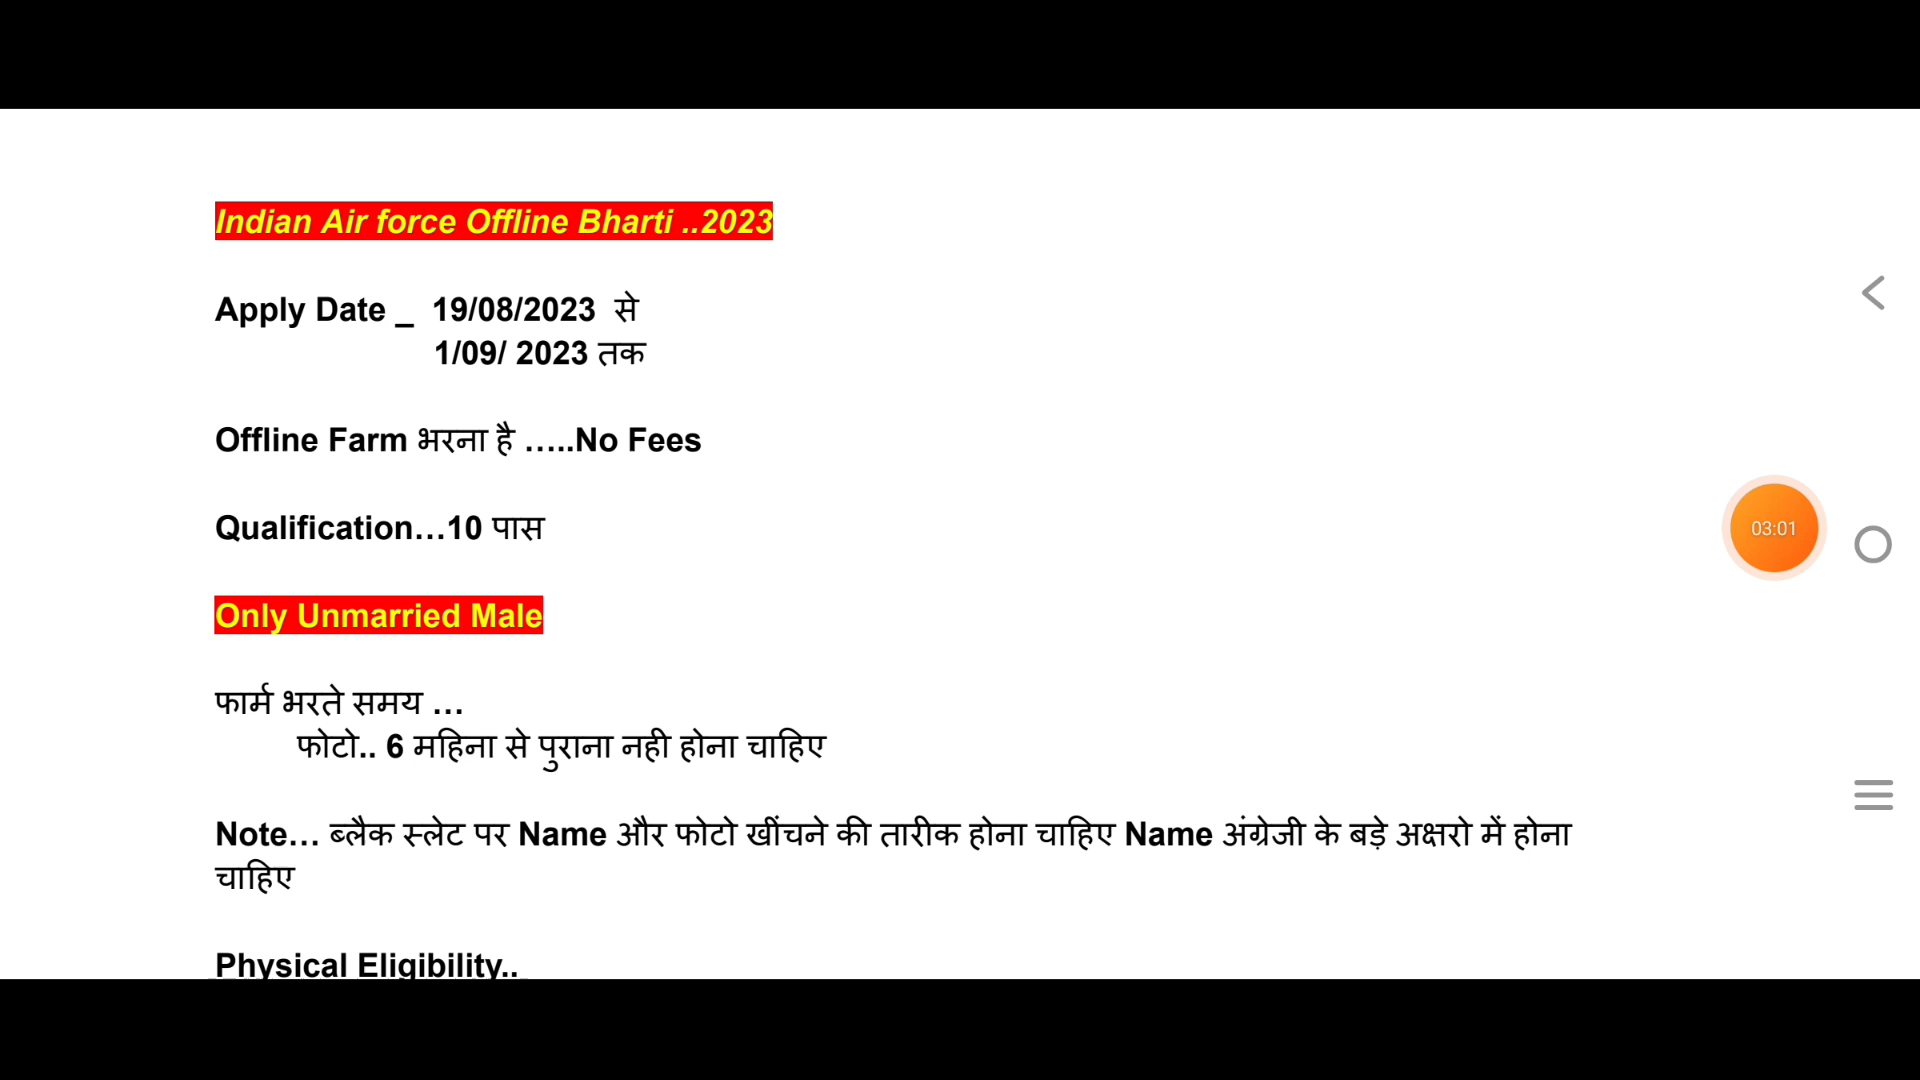 Indian Air force Offline Bharti ..2023
Apply Date _ 19/08/2023 से
1/09/ 2023 तक
Offline Farm भरना है …..No Fees
Qualification…10 पास
03:01
Only Unmarried Male
फार्म भरते समय …
फोटो.. 6 महिना से पुराना नही होना चाहिए
Note… ब्लैक स्लेट पर Name और फोटो खींचने की तारीक होना चाहिए Name अंग्रेजी के बड़े अक्षरो में होना
चाहिए
Physical Eligibility..